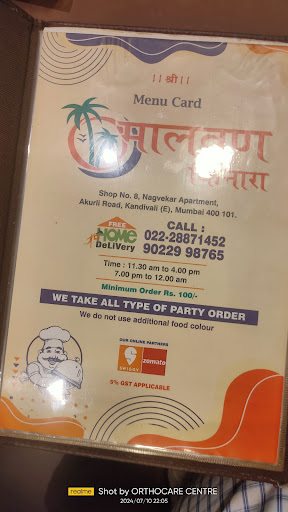 || श्री ||
Menu Card
मालवण
किनारा
Shop No. 8, Nagvekar Apartment,
Akurli Road, Kandivali (E), Mumbai 400 101.
FREE
HOME
DeLiVery
CALL :
022-28871452
90229 98765
Time : 11.30 am to 4.00 pm
7.00 pm to 12.00 am
Minimum Order Rs. 100/-
WE TAKE ALL TYPE OF PARTY ORDER
We do not use additional food colour
OUR ONLINE PARTNERS
SWIGGY
zomato
5% GST APPLICABLE
realme
Shot by ORTHOCARE CENTRE
2024/07/10 22:05